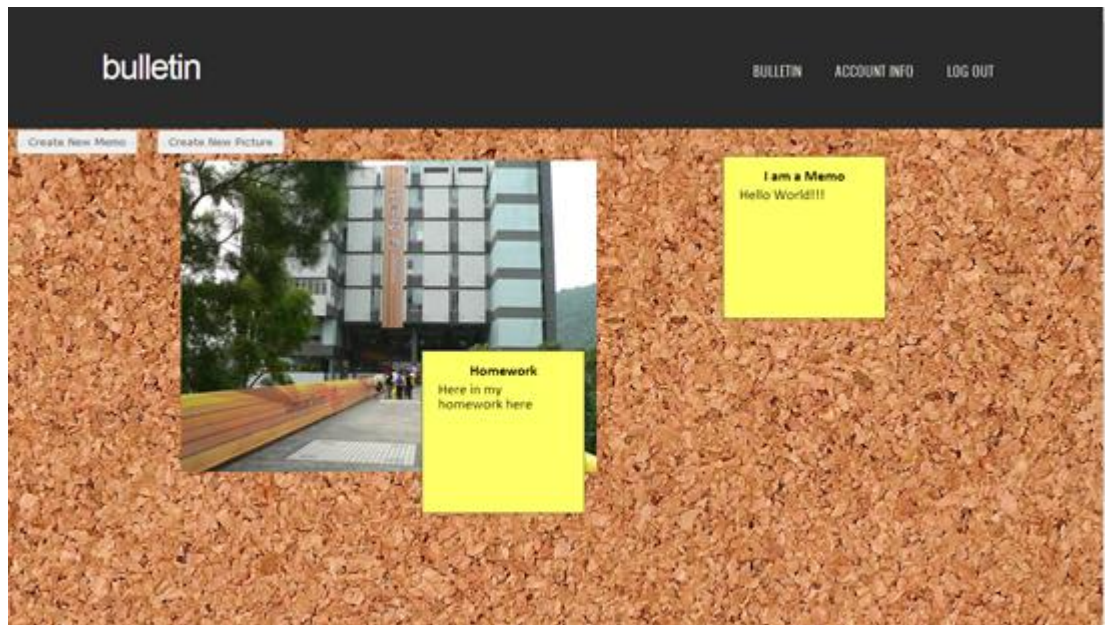 bulletin
BULLETIN ACCOUNT INFO LOG OUT
Create New Memo Create New Picture
I am a Memo
Hello World!!!
Homework
Here in my
homework here